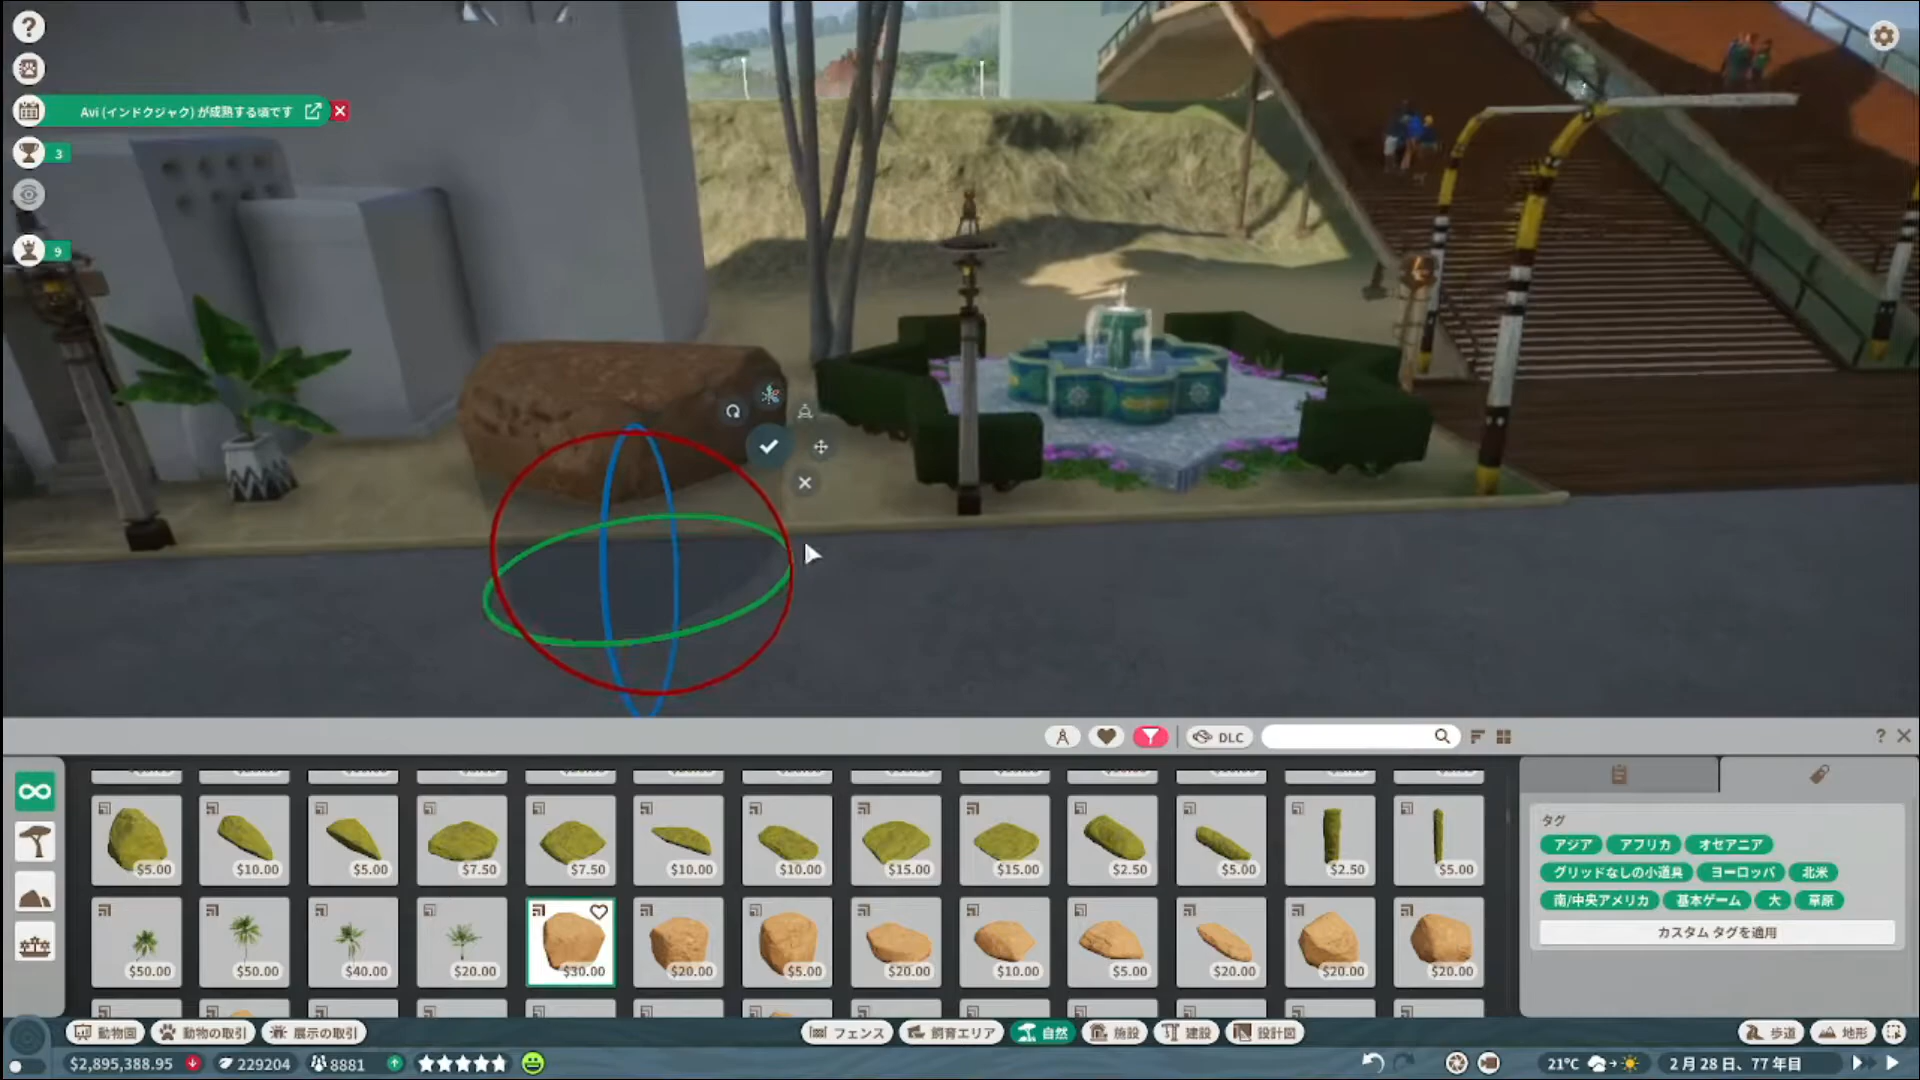 ?
Avi (インドクジャク) が成熟する頃です
3
9
DLC
?
$5.00 $10.00 $5.00 $7.50 $7.50 $10.00 $10.00 $15.00 $15.00 $2.50 $5.00 $2.50 $5.00
$50.00 $50.00 $40.00 $20.00 $30.00 $20.00 $5.00 $20.00 $10.00 $5.00 $20.00 $20.00 $20.00
タグ
アジア アフリカ オセアニア
グリッドなしの小道具 ヨーロッパ 北米
南/中央アメリカ 基本ゲーム 大 草原
カスタム タグを適用
動物園 動物の取引 展示の取引 フェンス 飼育エリア 自然 施設 建設 設計図 歩道 地形
$2,895,388.95 229204 8881 21°C 2 月 28 日、77 年目